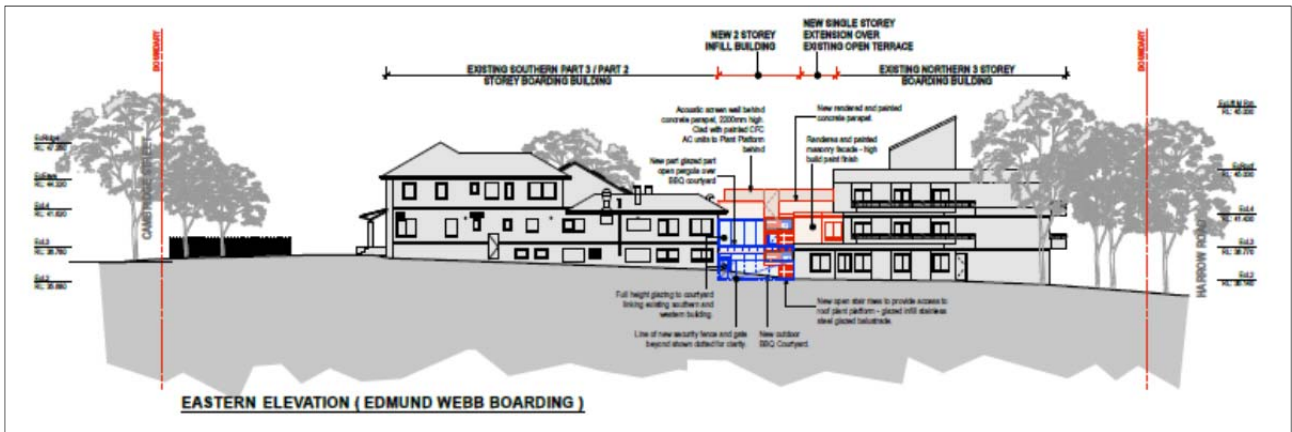 BOUNDARY
NEW 2 STOREY
INFILL BUILDING
NEW SINGLE STOREY
EXTENSION OVER
EXISTING OPEN TERRACE
BOUNDARY
EXISTING SOUTHERN PART 3 / PART 2
STOREY BOARDING BUILDING
EXISTING NORTHERN 3 STOREY
BOARDING BUILDING
Acoustic screen wall behind
concrete parapet, 2200mm high.
Clad with painted CFC
AC units to Plant Platform
behind
New rendered and painted
concrete parapet.
Rendered and painted
masonry facade - high
build paint finish
New part glazed part
open pergola over
BBQ courtyard
CAMBRIDGE STREET
HARROW ROAD
Full height glazing to courtyard
linking existing southern and
western building.
Line of new security fence and gate
beyond shown dotted for clarity.
New outdoor
BBQ Courtyard.
New open stair rises to provide access to
roof plant platform - glazed infill stainless
steel glazed balustrade.
EASTERN ELEVATION ( EDMUND WEBB BOARDING )